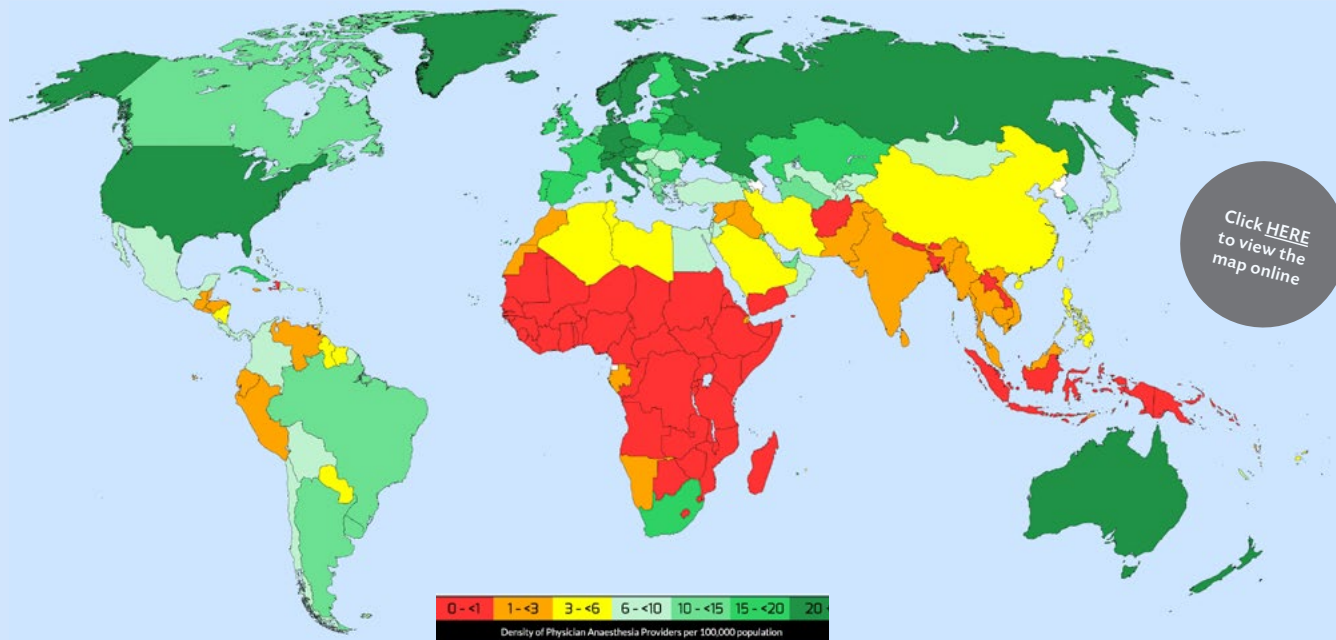 Click HERE
to view the
map online
0 - <1 1 - <3 3 - <6 6 - <10 10 - <15 15 - <20 20
Density of Physician Anaesthesia Providers per 100,000 population